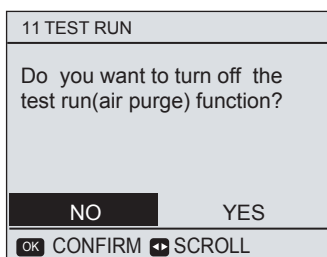 11 TEST RUN
Do you want to turn off the
test run(air purge) function?
NO YES
OK CONFIRM SCROLL